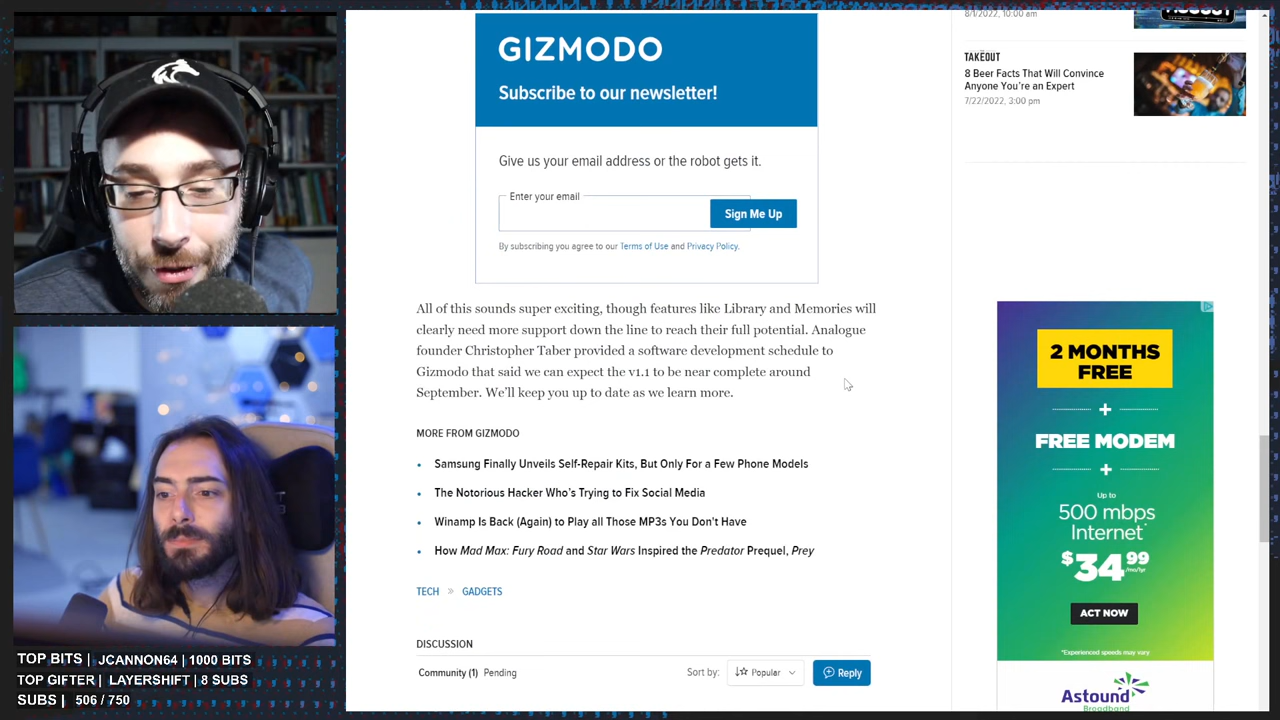 GIZMODO
Subscribe to our newsletter!
Give us your email address or the robot gets it.
Enter your email
Sign Me Up
By subscribing you agree to our Terms of Use and Privacy Policy.
All of this sounds super exciting, though features like Library and Memories will
clearly need more support down the line to reach their full potential. Analogue
founder Christopher Taber provided a software development schedule to
Gizmodo that said we can expect the v1.1 to be near complete around
September. We'll keep you up to date as we learn more.
MORE FROM GIZMODO
Samsung Finally Unveils Self-Repair Kits, But Only For a Few Phone Models
The Notorious Hacker Who's Trying to Fix Social Media
Winamp Is Back (Again) to Play all Those MP3s You Don't Have
How Mad Max: Fury Road and Star Wars Inspired the Predator Prequel, Prey
TECH » GADGETS
DISCUSSION
Community (1) Pending
Sort by: Popular
Reply
8/1/2022, 10:00 am
TAKEOUT
8 Beer Facts That Will Convince
Anyone You're an Expert
7/22/2022, 3:00 pm
2 MONTHS
FREE
+
FREE MODEM
+
Up to
500 mbps
Internet*
$34.99
/mo/1yr
ACT NOW
*Experienced speeds may vary
Astound
Broadband
TOP BITS | JCANNON64 | 1000 BITS
TOP GIFTER | LAYERSHIFT | 8 SUBS
SUBS | 506 / 750